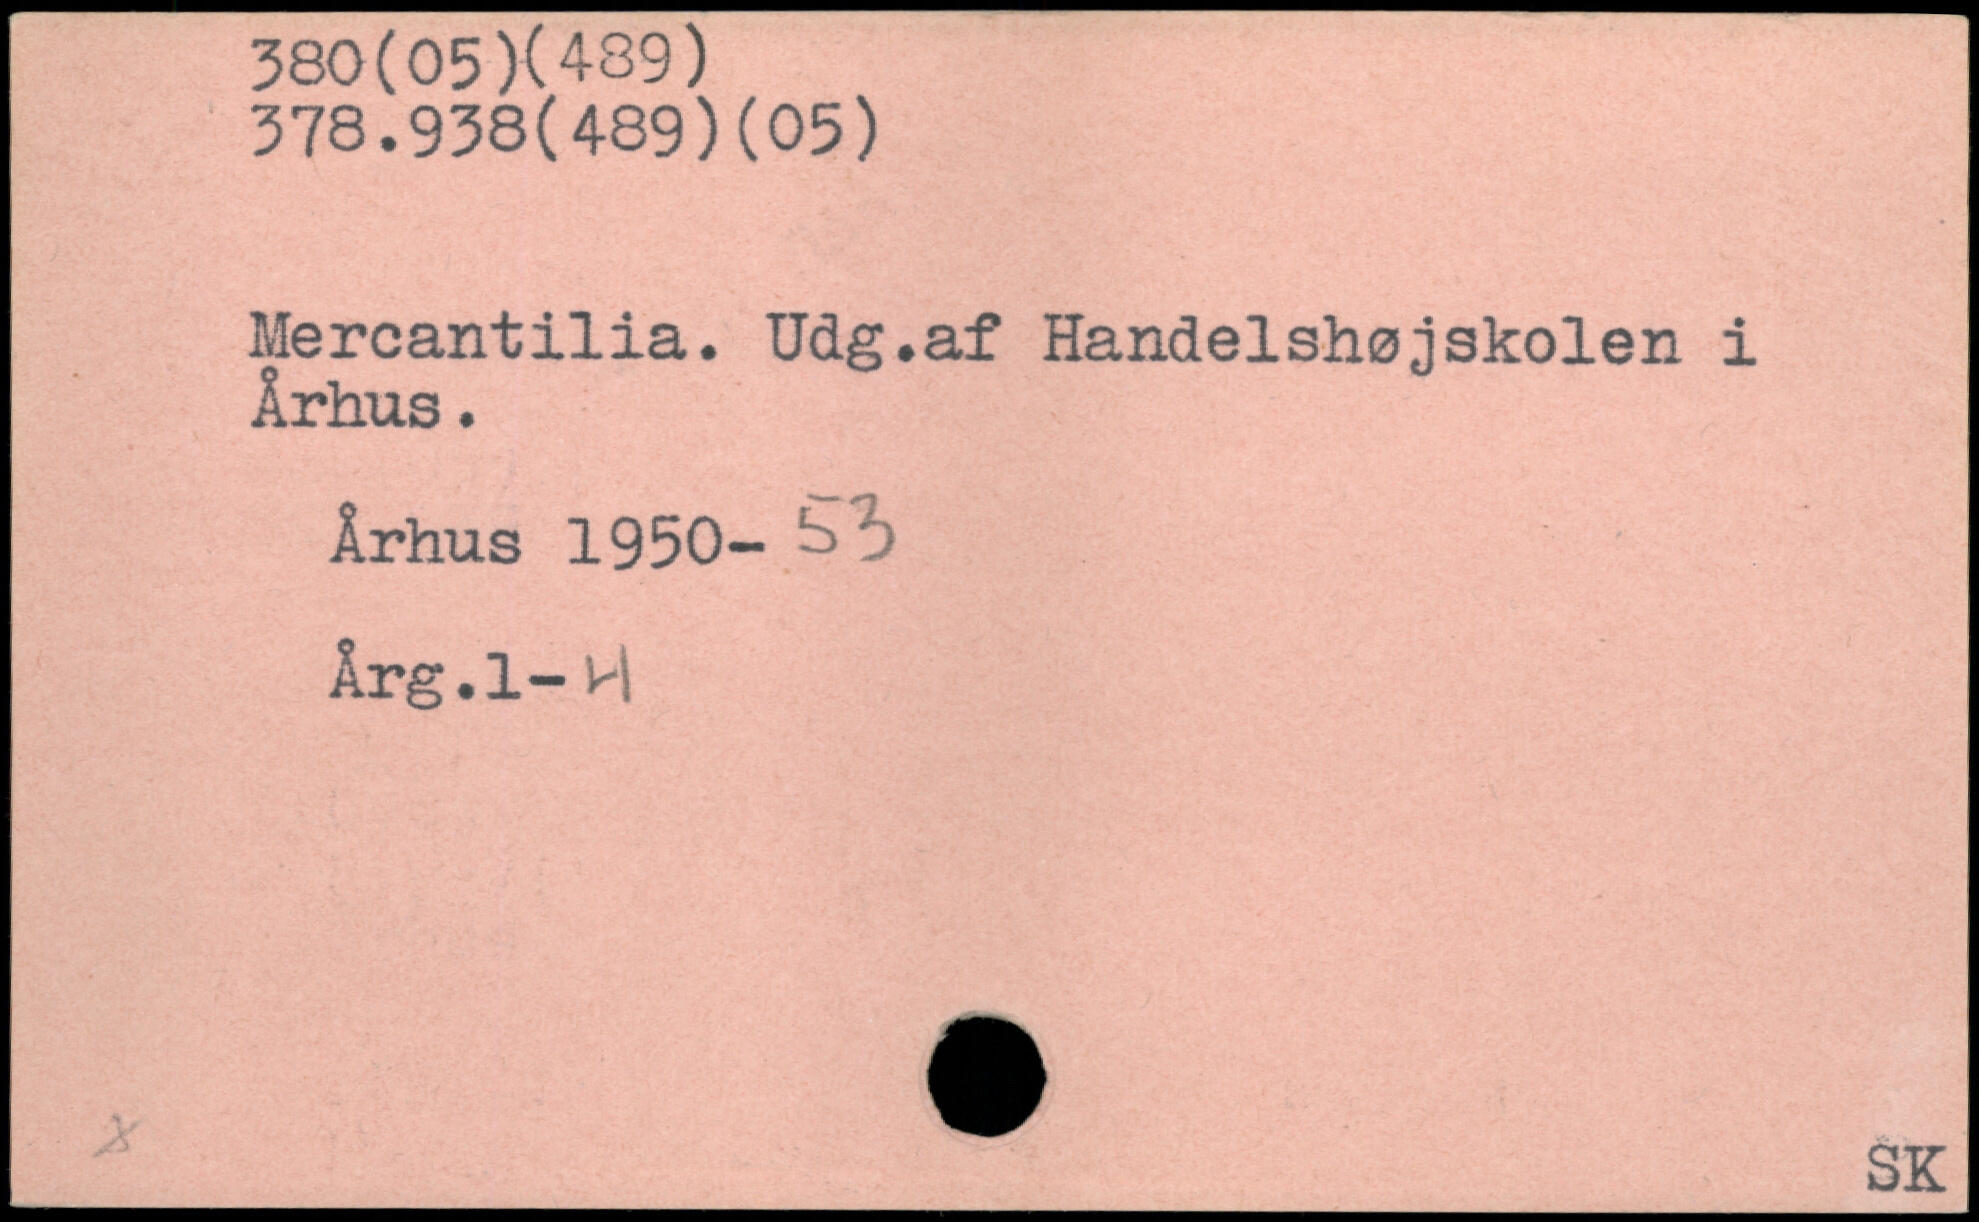 380(05)(489)
378.938(489)(05)
Mercantilia. Udg.af Handelshøjskolen i
Århus.
Århus 1950- 53
Årg.1-4
x
SK